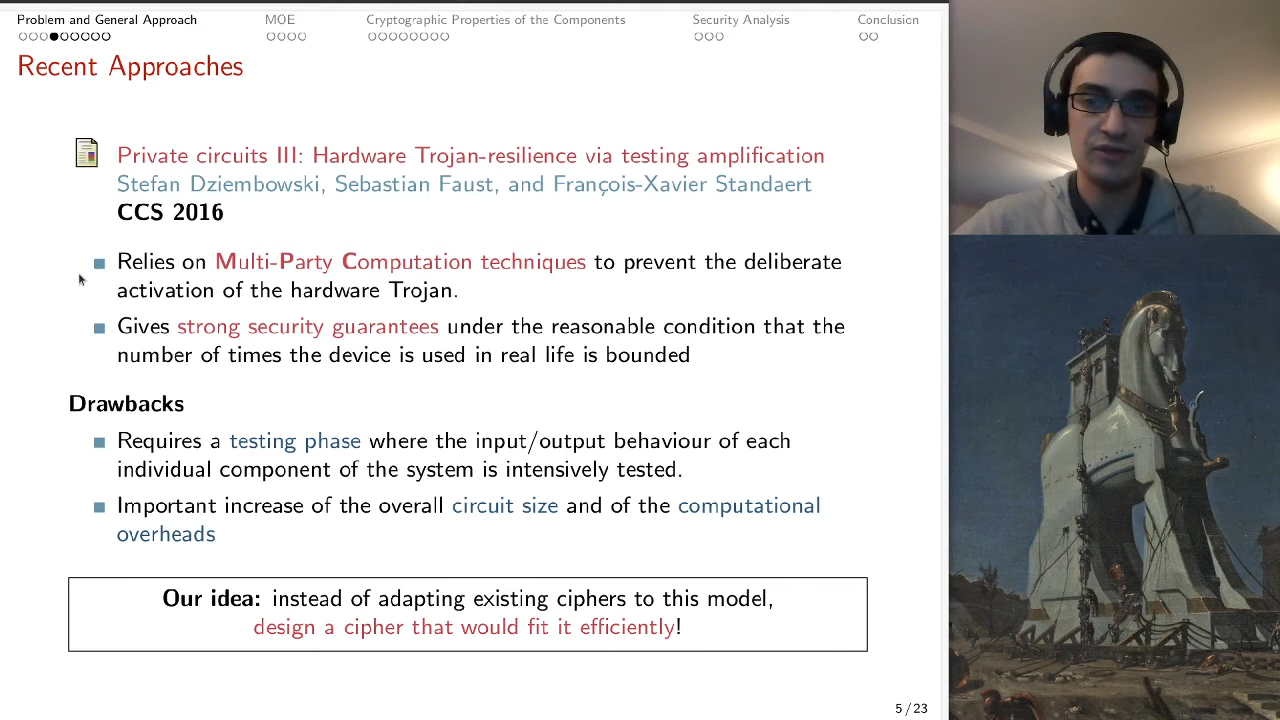 Problem and General Approach
MOE
Cryptographic Properties of the Components
Security Analysis
Conclusion
Recent Approaches
Private circuits III: Hardware Trojan-resilience via testing amplification
Stefan Dziembowski, Sebastian Faust, and François-Xavier Standaert
CCS 2016
Relies on Multi-Party Computation techniques to prevent the deliberate
activation of the hardware Trojan.
Gives strong security guarantees under the reasonable condition that the
number of times the device is used in real life is bounded
Drawbacks
Requires a testing phase where the input/output behaviour of each
individual component of the system is intensively tested.
Important increase of the overall circuit size and of the computational
overheads
Our idea: instead of adapting existing ciphers to this model,
design a cipher that would fit it efficiently!
5 / 23